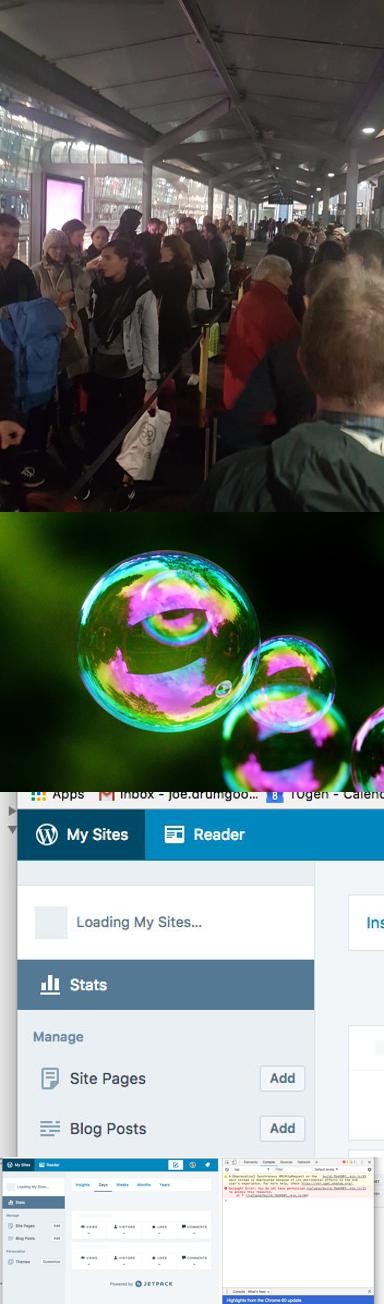 Apps Inbox - joe.drumgoo... 8 10gen - Calend
My Sites Reader
Loading My Sites...
Ins
Stats
Manage
Site Pages Add
Blog Posts Add
My Sites Reader
Loading My Sites...
Insights Days Weeks Months Years
Stats
Manage
Site Pages Add
Blog Posts Add
Personalize
Themes Customize
VIEWS VISITORS LIKES COMMENTS
VIEWS VISITORS LIKES COMMENTS
Powered by JETPACK
Elements Console Sources Network
top Filter Default levels
Console What's New
Highlights from the Chrome 60 update